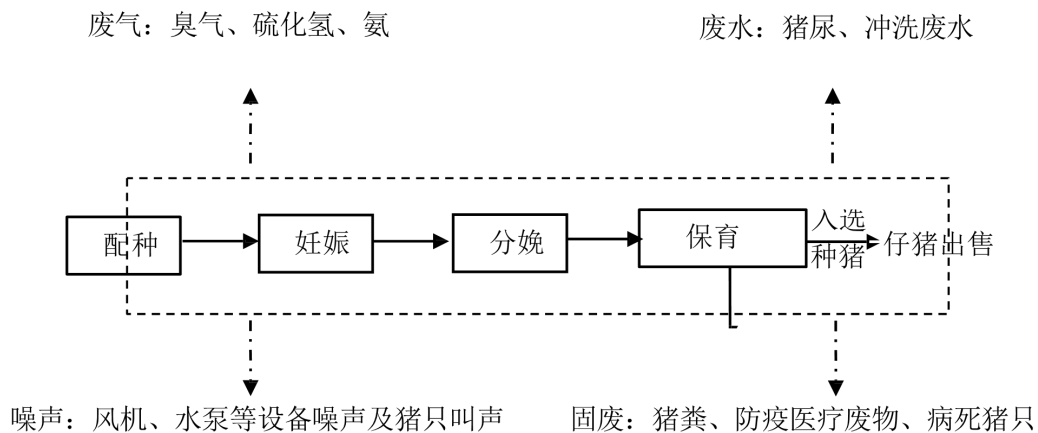 废气：臭气、硫化氢、氨
废水：猪尿、冲洗废水
配种
妊娠
分娩
保育
入选
种猪
仔猪出售
噪声：风机、水泵等设备噪声及猪只叫声
固废：猪粪、防疫医疗废物、病死猪只